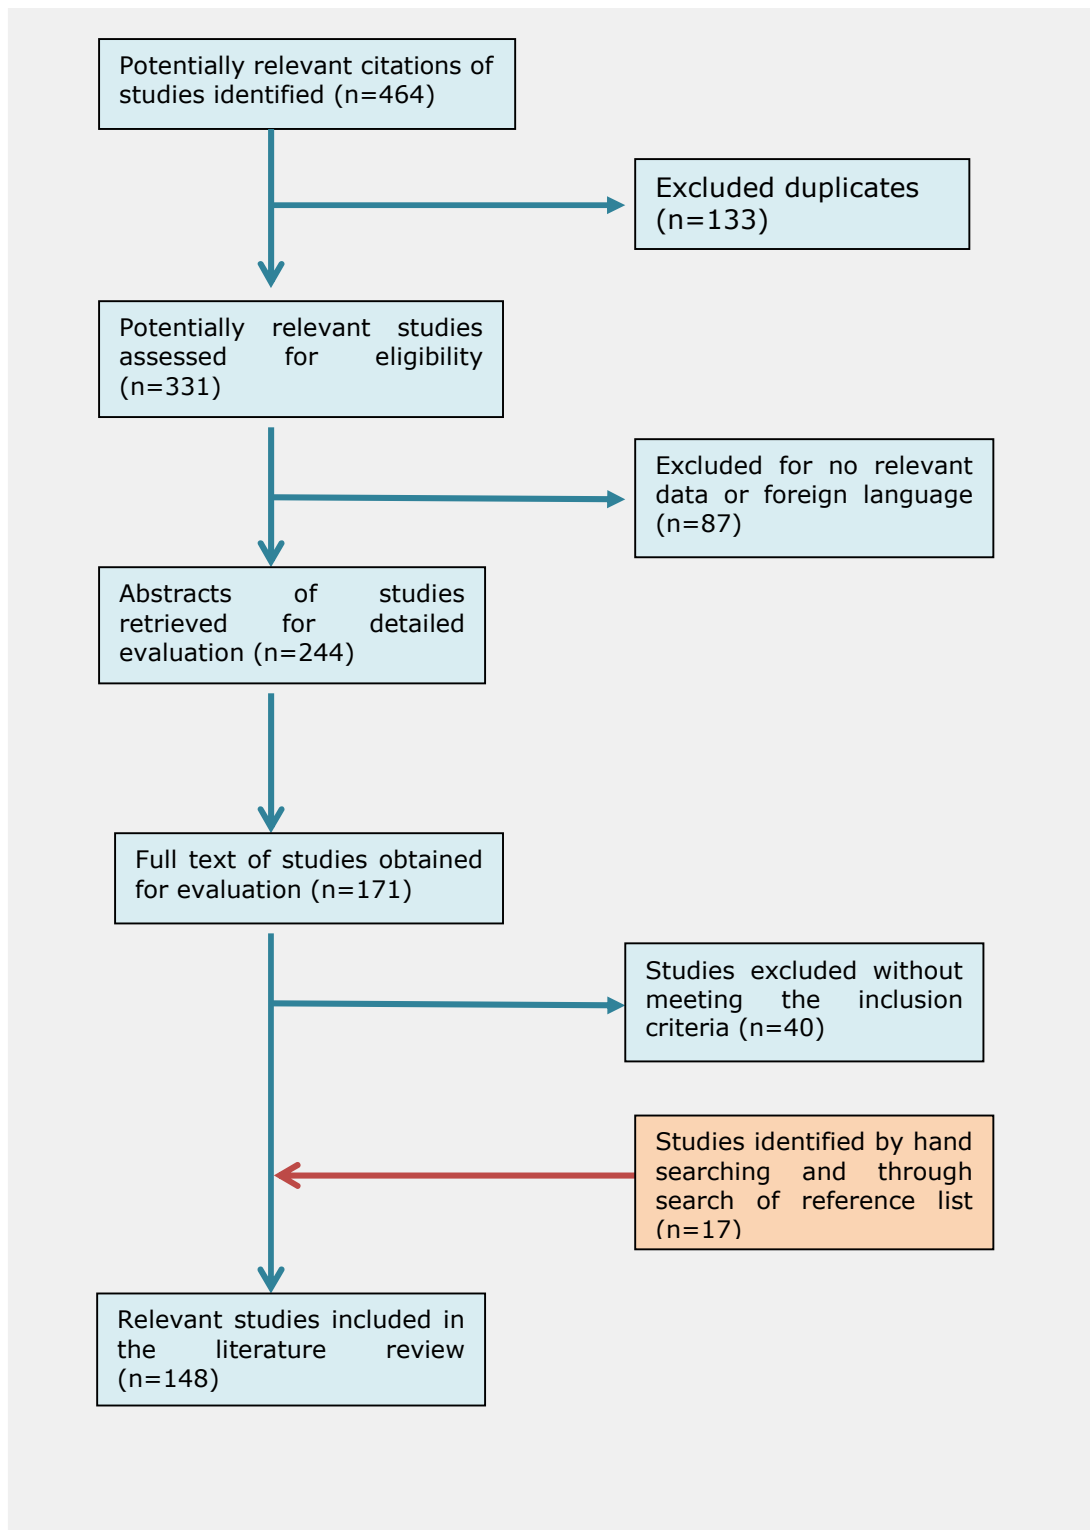 Potentially relevant citations of
studies identified (n=464)
Excluded duplicates
(n=133)
Potentially relevant studies
assessed for eligibility
(n=331)
Excluded for no relevant
data or foreign language
(n=87)
Abstracts of studies
retrieved for detailed
evaluation (n=244)
Full text of studies obtained
for evaluation (n=171)
Studies excluded without
meeting the inclusion
criteria (n=40)
Studies identified by hand
searching and through
search of reference list
(n=17)
Relevant studies included in
the literature review
(n=148)